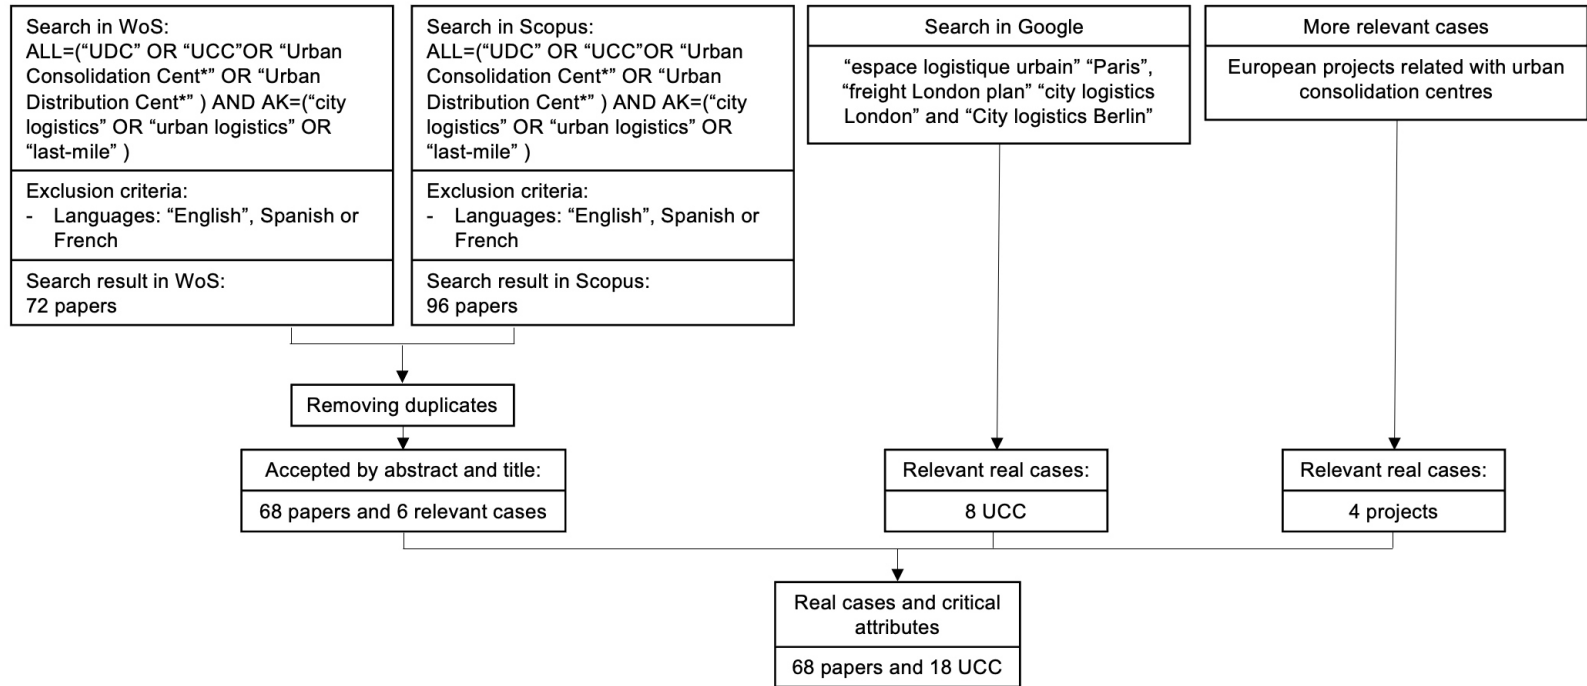 Search in WoS:
ALL=(“UDC” OR “UCC”OR “Urban
Consolidation Cent*” OR “Urban
Distribution Cent*” ) AND AK=(“city
logistics” OR “urban logistics” OR
“last-mile” )
Exclusion criteria:
- Languages: “English”, Spanish or
French
Search result in WoS:
72 papers
Search in Scopus:
ALL=(“UDC” OR “UCC”OR “Urban
Consolidation Cent*” OR “Urban
Distribution Cent*” ) AND AK=(“city
logistics” OR “urban logistics” OR
“last-mile” )
Exclusion criteria:
- Languages: “English”, Spanish or
French
Search result in Scopus:
96 papers
Search in Google
“espace logistique urbain” “Paris”,
“freight London plan” “city logistics
London” and “City logistics Berlin”
More relevant cases
European projects related with urban
consolidation centres
Removing duplicates
Accepted by abstract and title:
68 papers and 6 relevant cases
Relevant real cases:
8 UCC
Relevant real cases:
4 projects
Real cases and critical
attributes
68 papers and 18 UCC